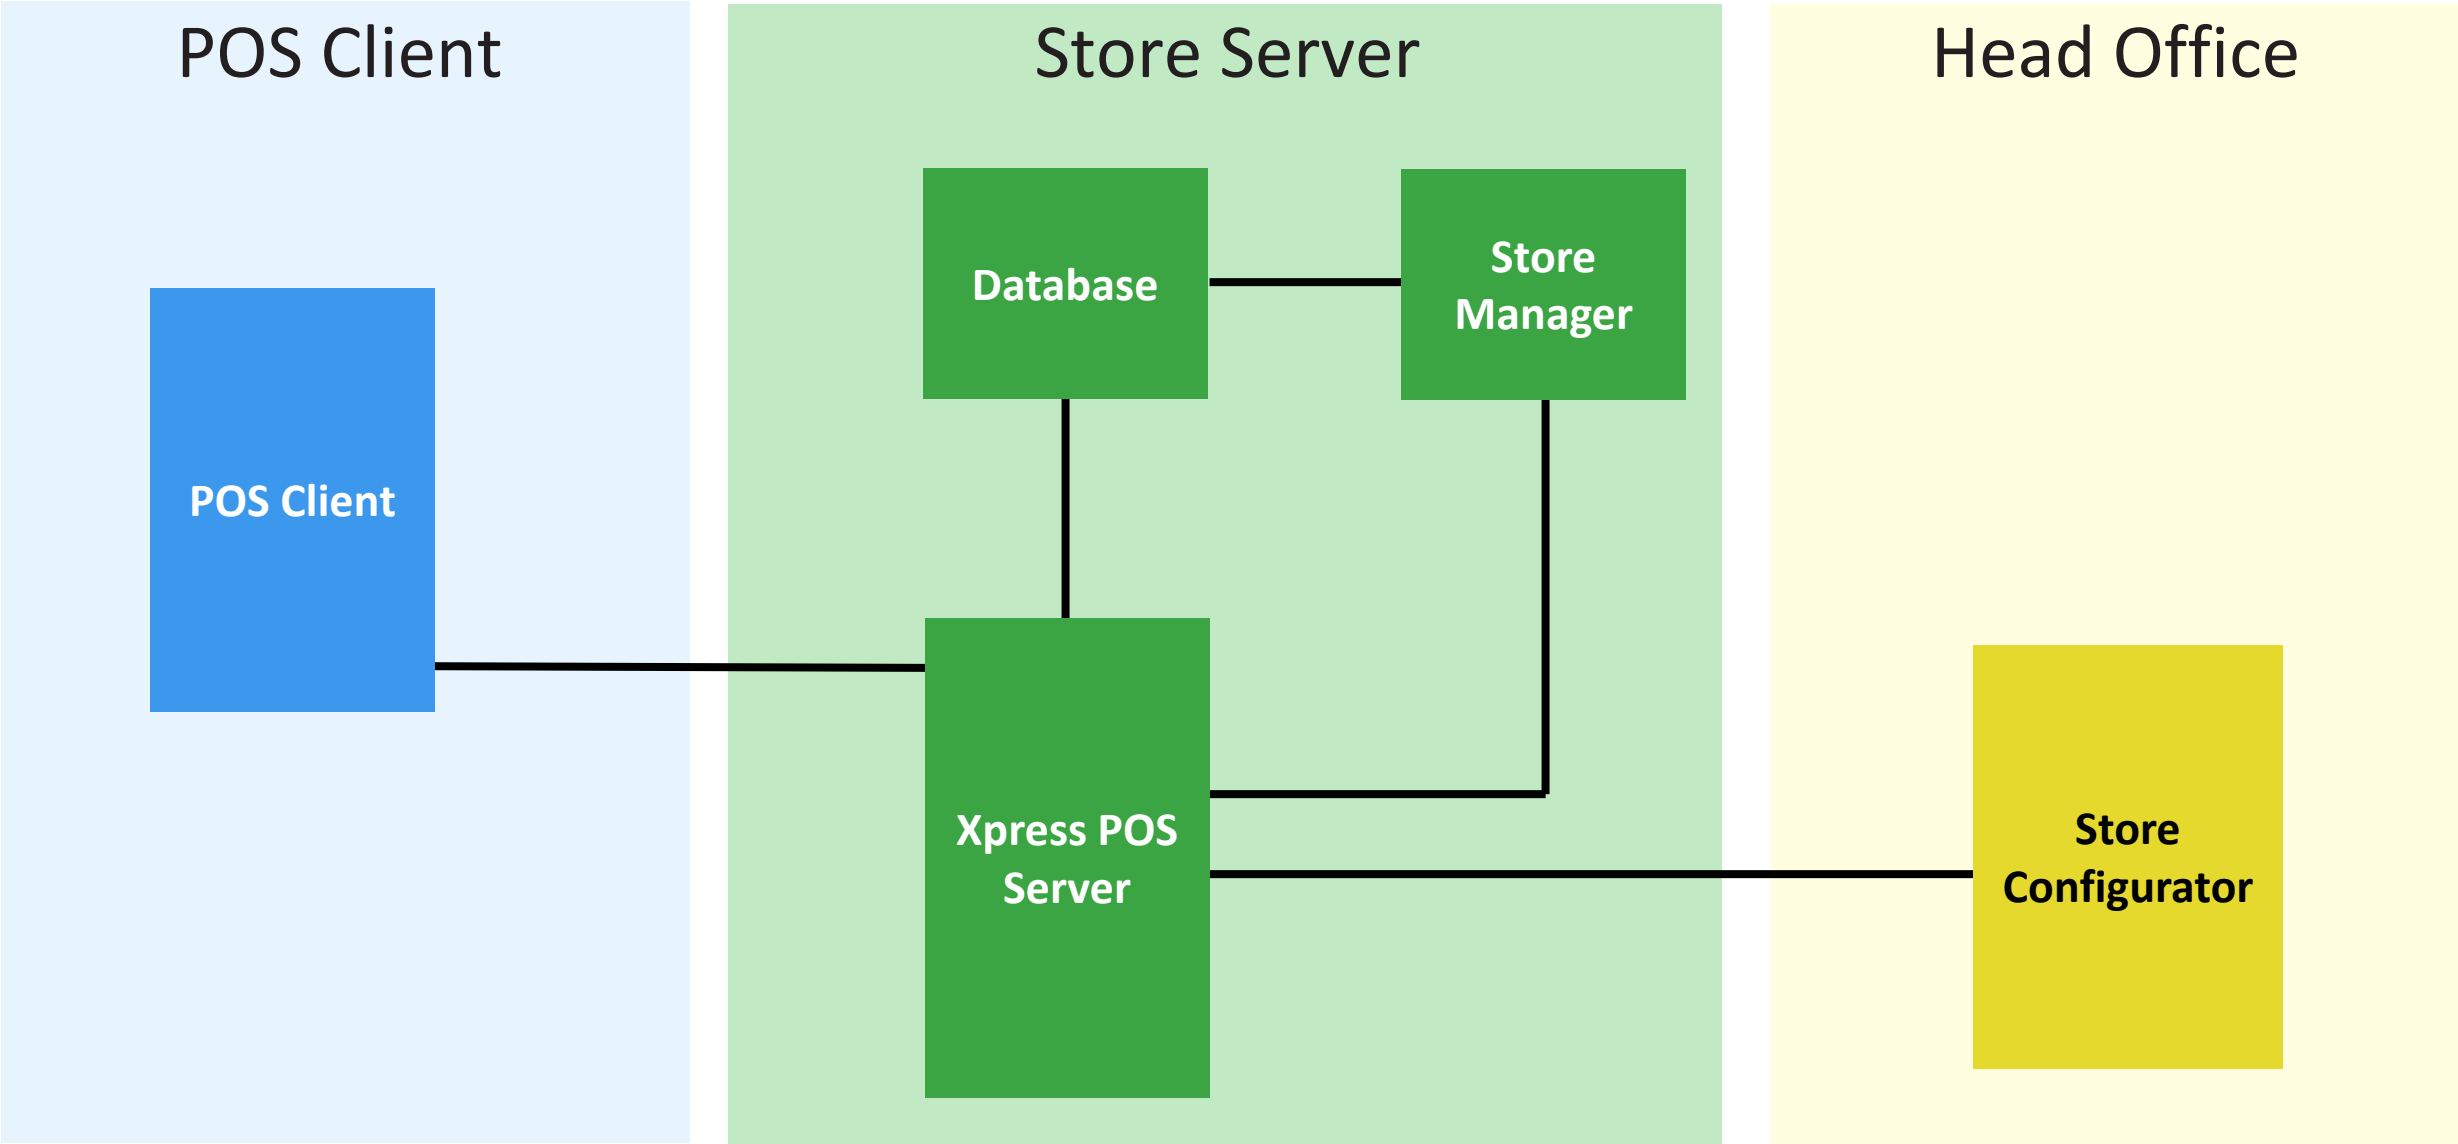 POS Client
Store Server
Head Office
Database
Store
Manager
POS Client
Xpress POS
Server
Store
Configurator